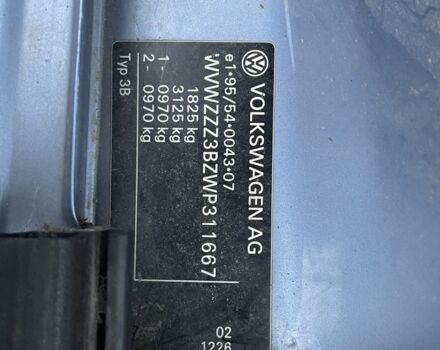 VOLKSWAGEN AG
e1*95/54*0043*07
WVWZZZ3BZWP311667
1825 kg
3125 kg
1 - 0970 kg
2 - 0970 kg
Typ 3B
02
1226